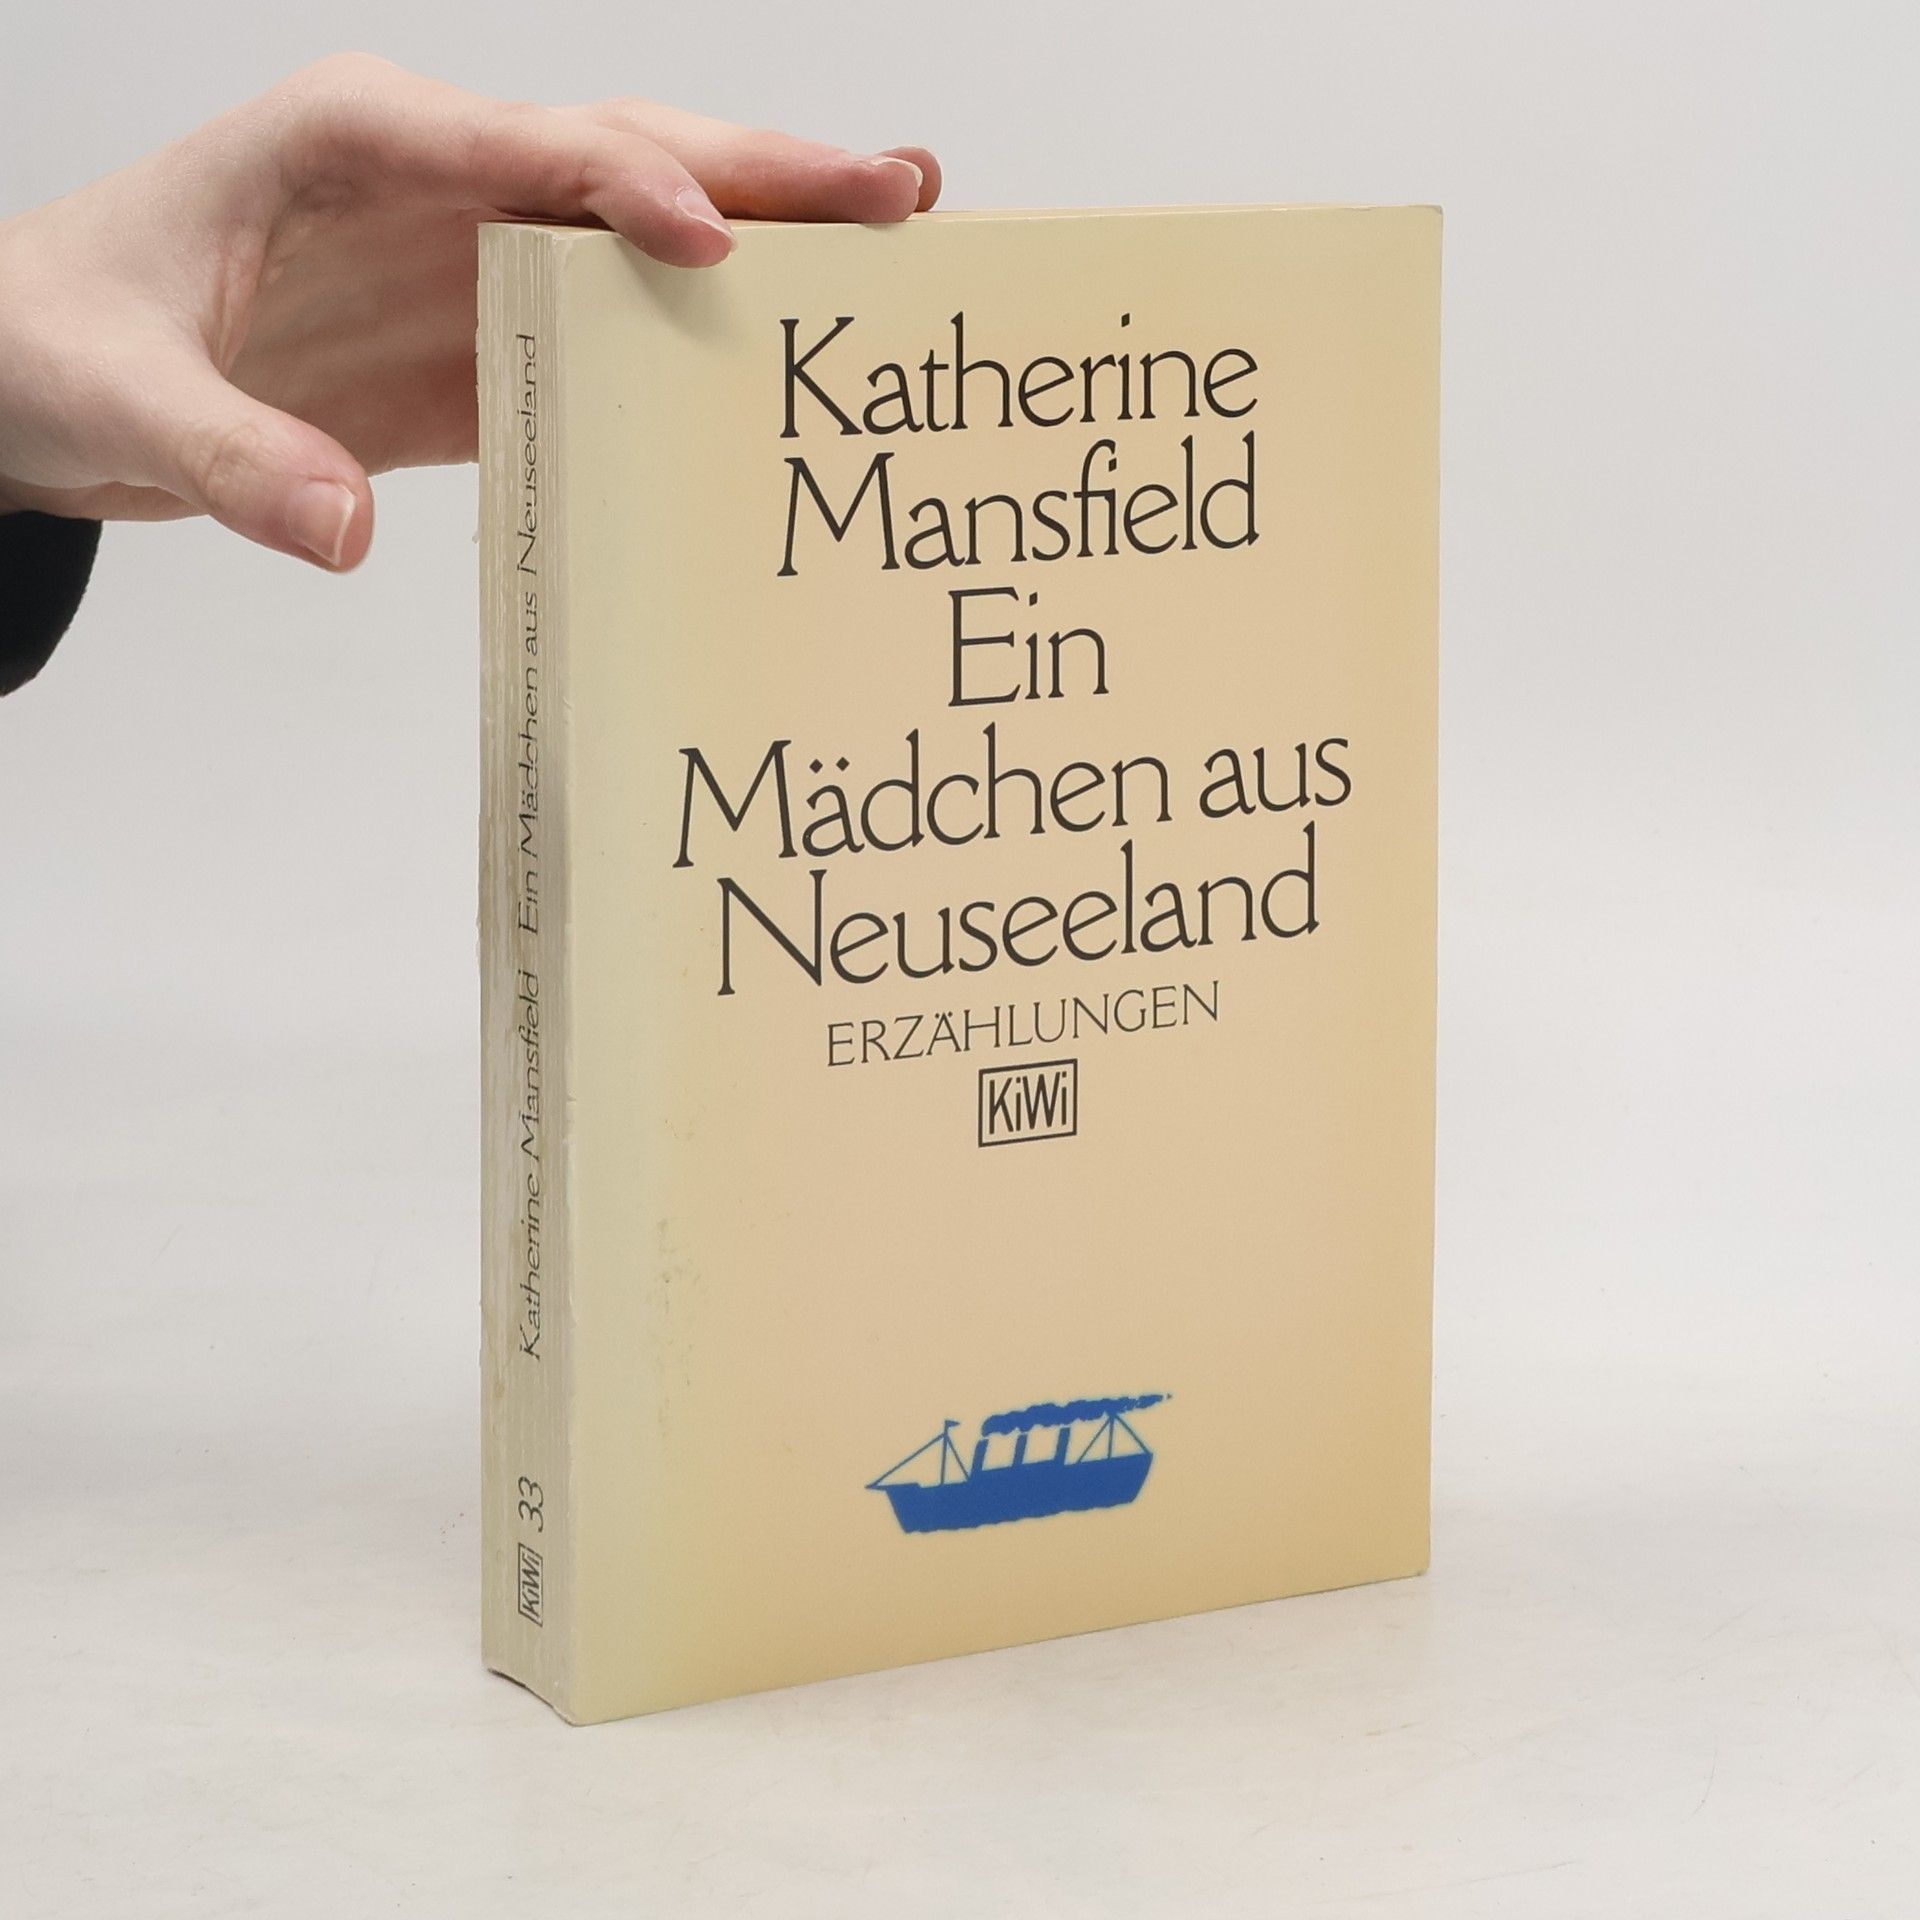 Katherine
Mansfield
Ein
Mädchen aus
Neuseeland
ERZÄHLUNGEN
KiWi
KiWi 33 Katherine Mansfield Ein Mädchen aus Neuseeland